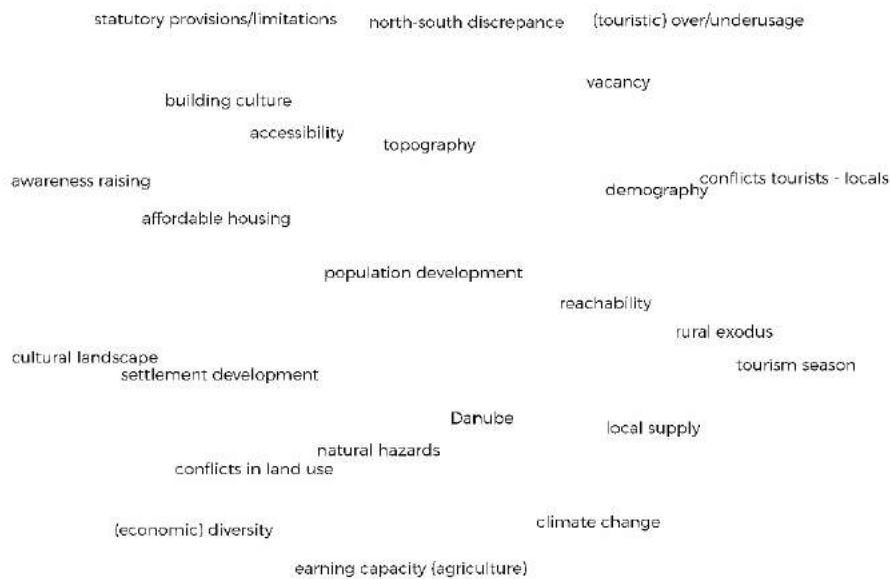 statutory provisions/limitations
north-south discrepance
(touristic) over/underusage
vacancy
building culture
accessibility
topography
awareness raising
conflicts tourists - locals
demography
affordable housing
population development
reachability
rural exodus
cultural landscape
tourism season
settlement development
Danube
local supply
natural hazards
conflicts in land use
climate change
(economic) diversity
earning capacity (agriculture)